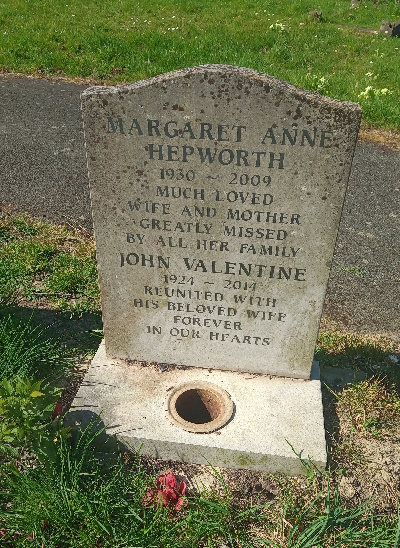 MARGARET ANNE
HEPWORTH
1930 ~ 2009
MUCH LOVED
WIFE AND MOTHER
GREATLY MISSED
BY ALL HER FAMILY
JOHN VALENTINE
1924 ~ 2014
REUNITED WITH
HIS BELOVED WIFE
FOREVER
IN OUR HEARTS